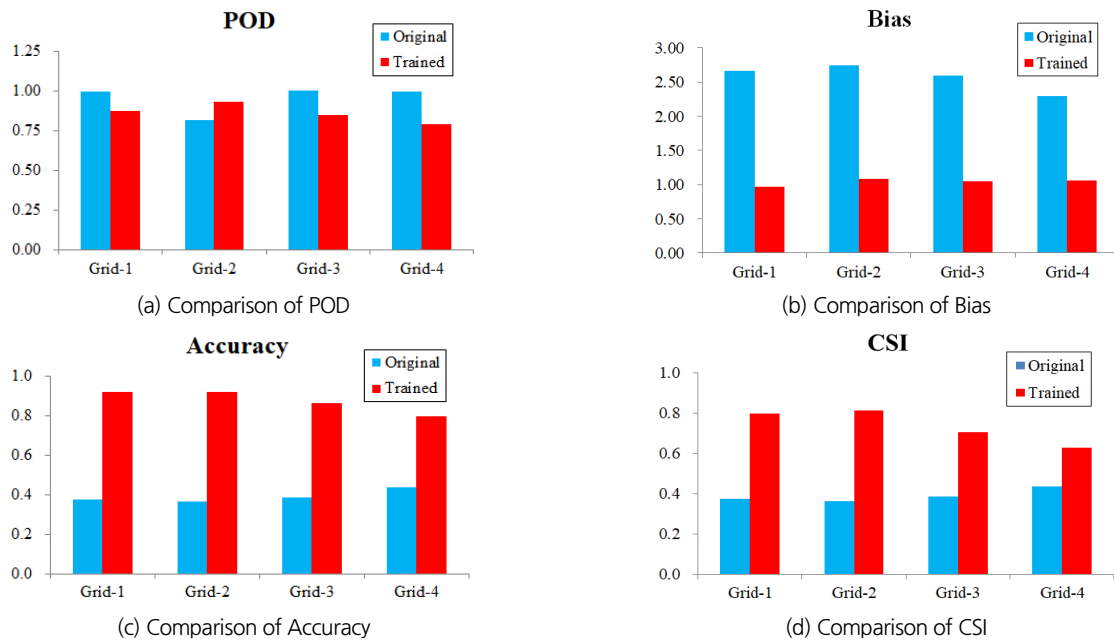 POD
Original
Trained
1.25
1.00
0.75
0.50
0.25
0.00
Grid-1 Grid-2 Grid-3 Grid-4
(a) Comparison of POD
Bias
Original
Trained
3.00
2.50
2.00
1.50
1.00
0.50
0.00
Grid-1 Grid-2 Grid-3 Grid-4
(b) Comparison of Bias
Accuracy
Original
Trained
1.0
0.8
0.6
0.4
0.2
0.0
Grid-1 Grid-2 Grid-3 Grid-4
(c) Comparison of Accuracy
CSI
Original
Trained
1.0
0.8
0.6
0.4
0.2
0.0
Grid-1 Grid-2 Grid-3 Grid-4
(d) Comparison of CSI